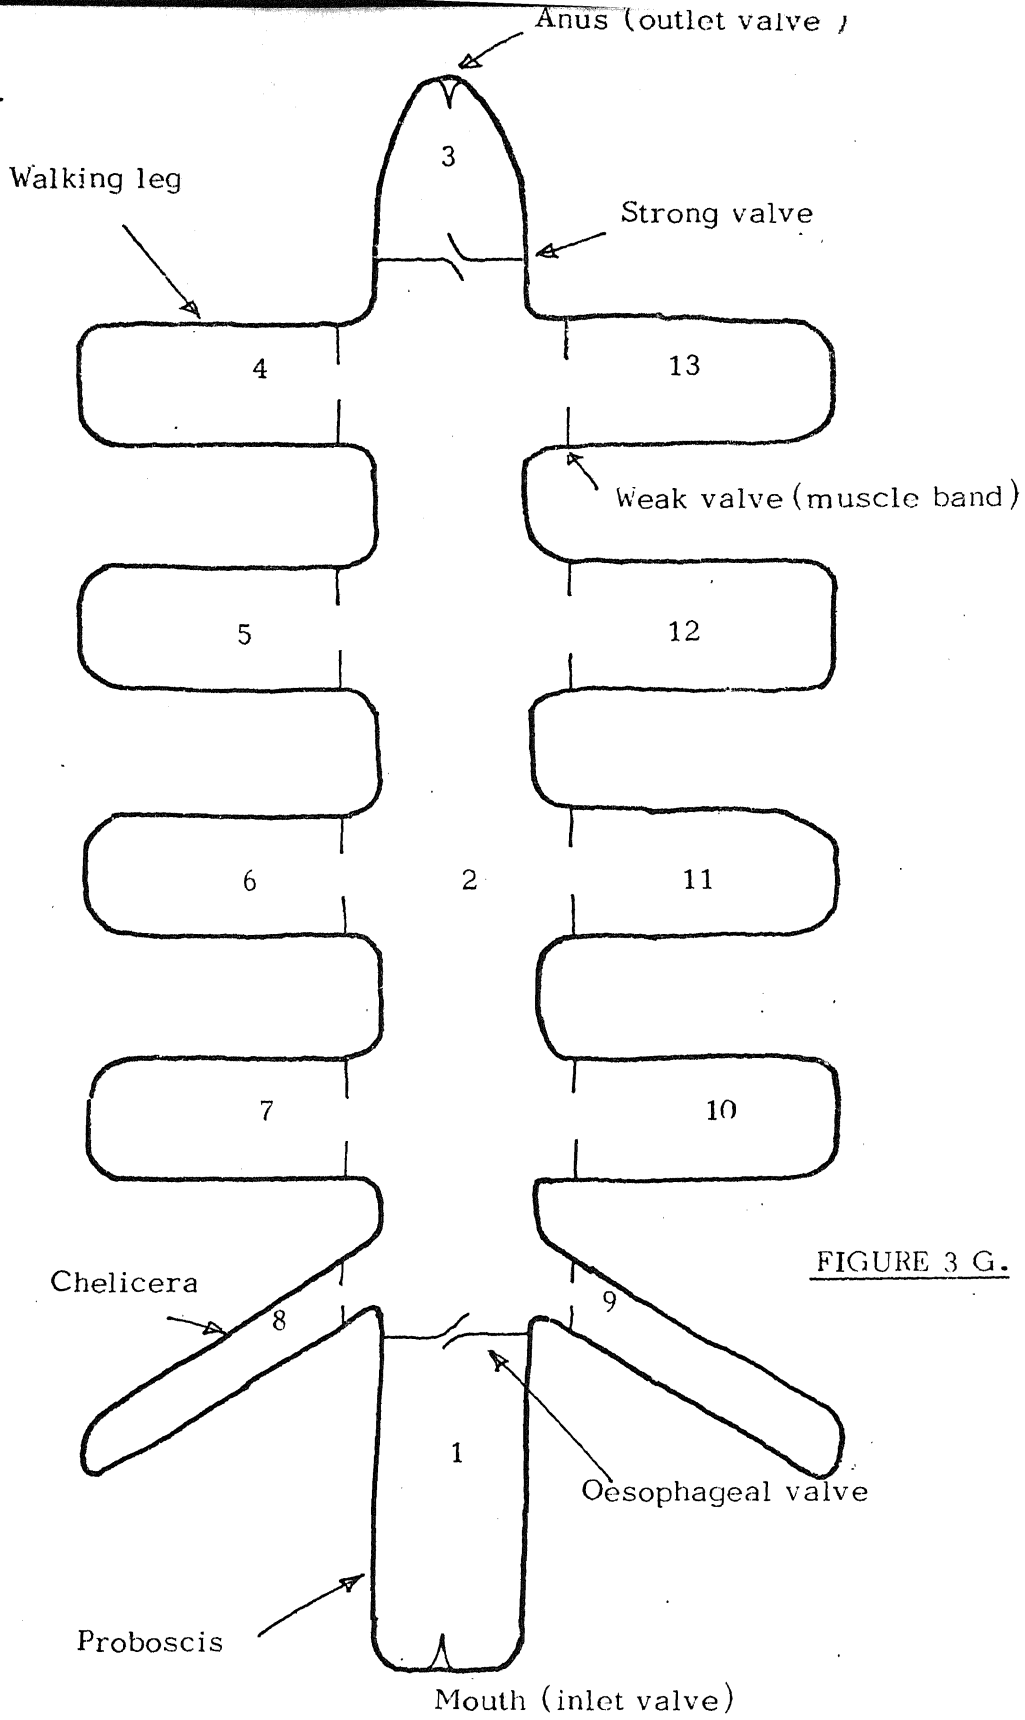 Anus (outlet valve )
3
Walking leg
Strong valve
4
13
Weak valve (muscle band)
5
12
6
2
11
7
10
FIGURE 3 G.
Chelicera
8
9
1
Oesophageal valve
Proboscis
Mouth (inlet valve)